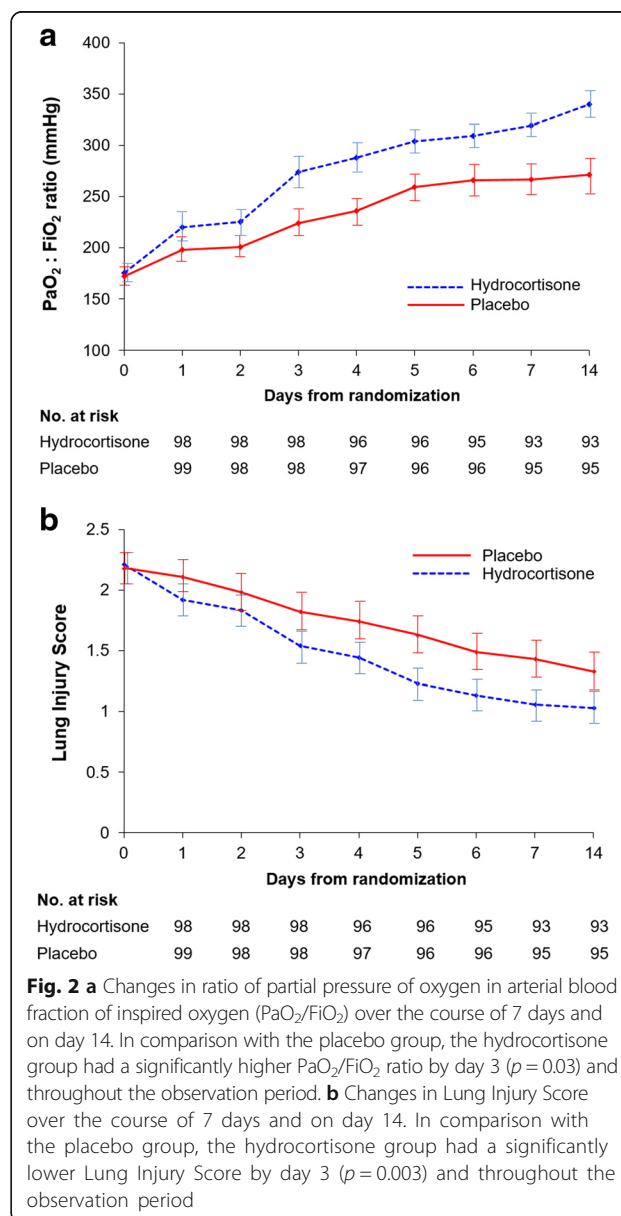 a
400
350
300
250
200
150
100
PaO₂ : FiO₂ ratio (mmHg)
Hydrocortisone
Placebo
0 1 2 3 4 5 6 7 14
Days from randomization
No. at risk
Hydrocortisone 98 98 98 96 96 95 93 93
Placebo 99 98 98 97 96 96 95 95
b
2.5
2
1.5
1
0.5
0
Lung Injury Score
Placebo
Hydrocortisone
0 1 2 3 4 5 6 7 14
Days from randomization
No. at risk
Hydrocortisone 98 98 98 96 96 95 93 93
Placebo 99 98 98 97 96 96 95 95
Fig. 2 a Changes in ratio of partial pressure of oxygen in arterial blood
fraction of inspired oxygen (PaO₂/FiO₂) over the course of 7 days and
on day 14. In comparison with the placebo group, the hydrocortisone
group had a significantly higher PaO₂/FiO₂ ratio by day 3 (p = 0.03) and
throughout the observation period. b Changes in Lung Injury Score
over the course of 7 days and on day 14. In comparison with
the placebo group, the hydrocortisone group had a significantly
lower Lung Injury Score by day 3 (p = 0.003) and throughout the
observation period